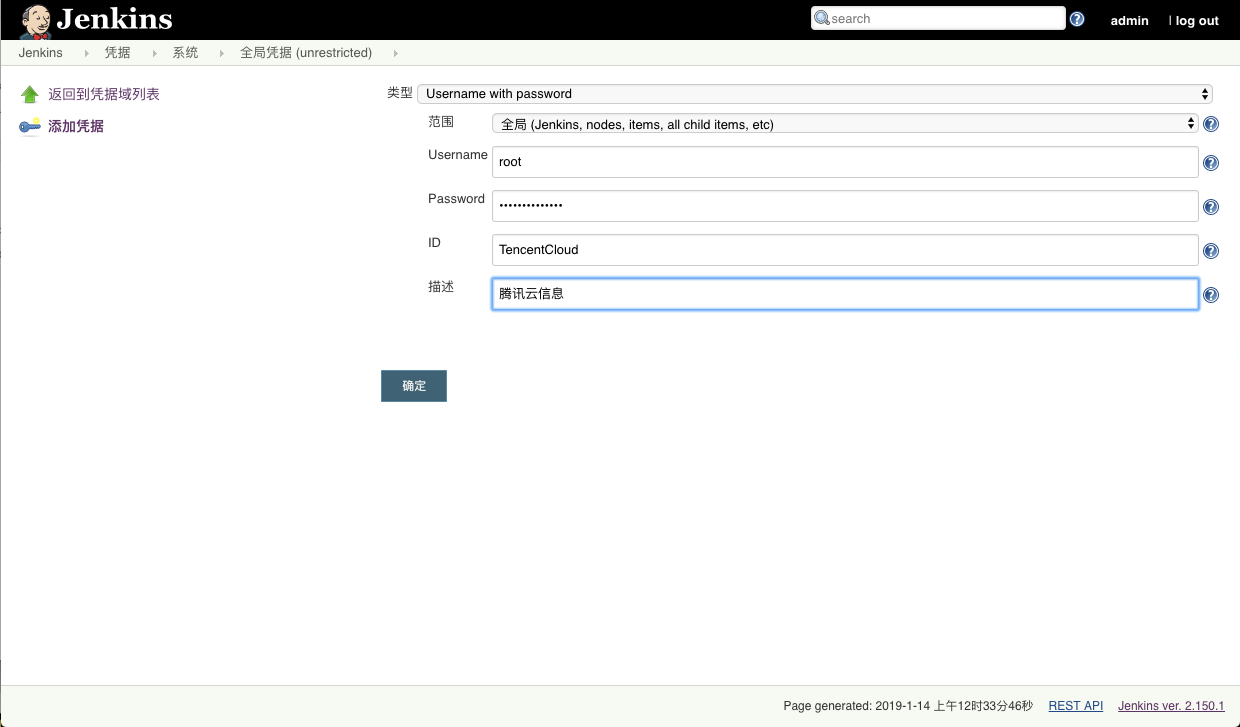 Jenkins
search
admin
| log out
Jenkins 凭据 系统 全局凭据 (unrestricted)
返回到凭据域列表
添加凭据
类型 Username with password
范围 全局 (Jenkins, nodes, items, all child items, etc)
Username root
Password ••••••••••••••
ID TencentCloud
描述 腾讯云信息
确定
Page generated: 2019-1-14 上午12时33分46秒 REST API Jenkins ver. 2.150.1